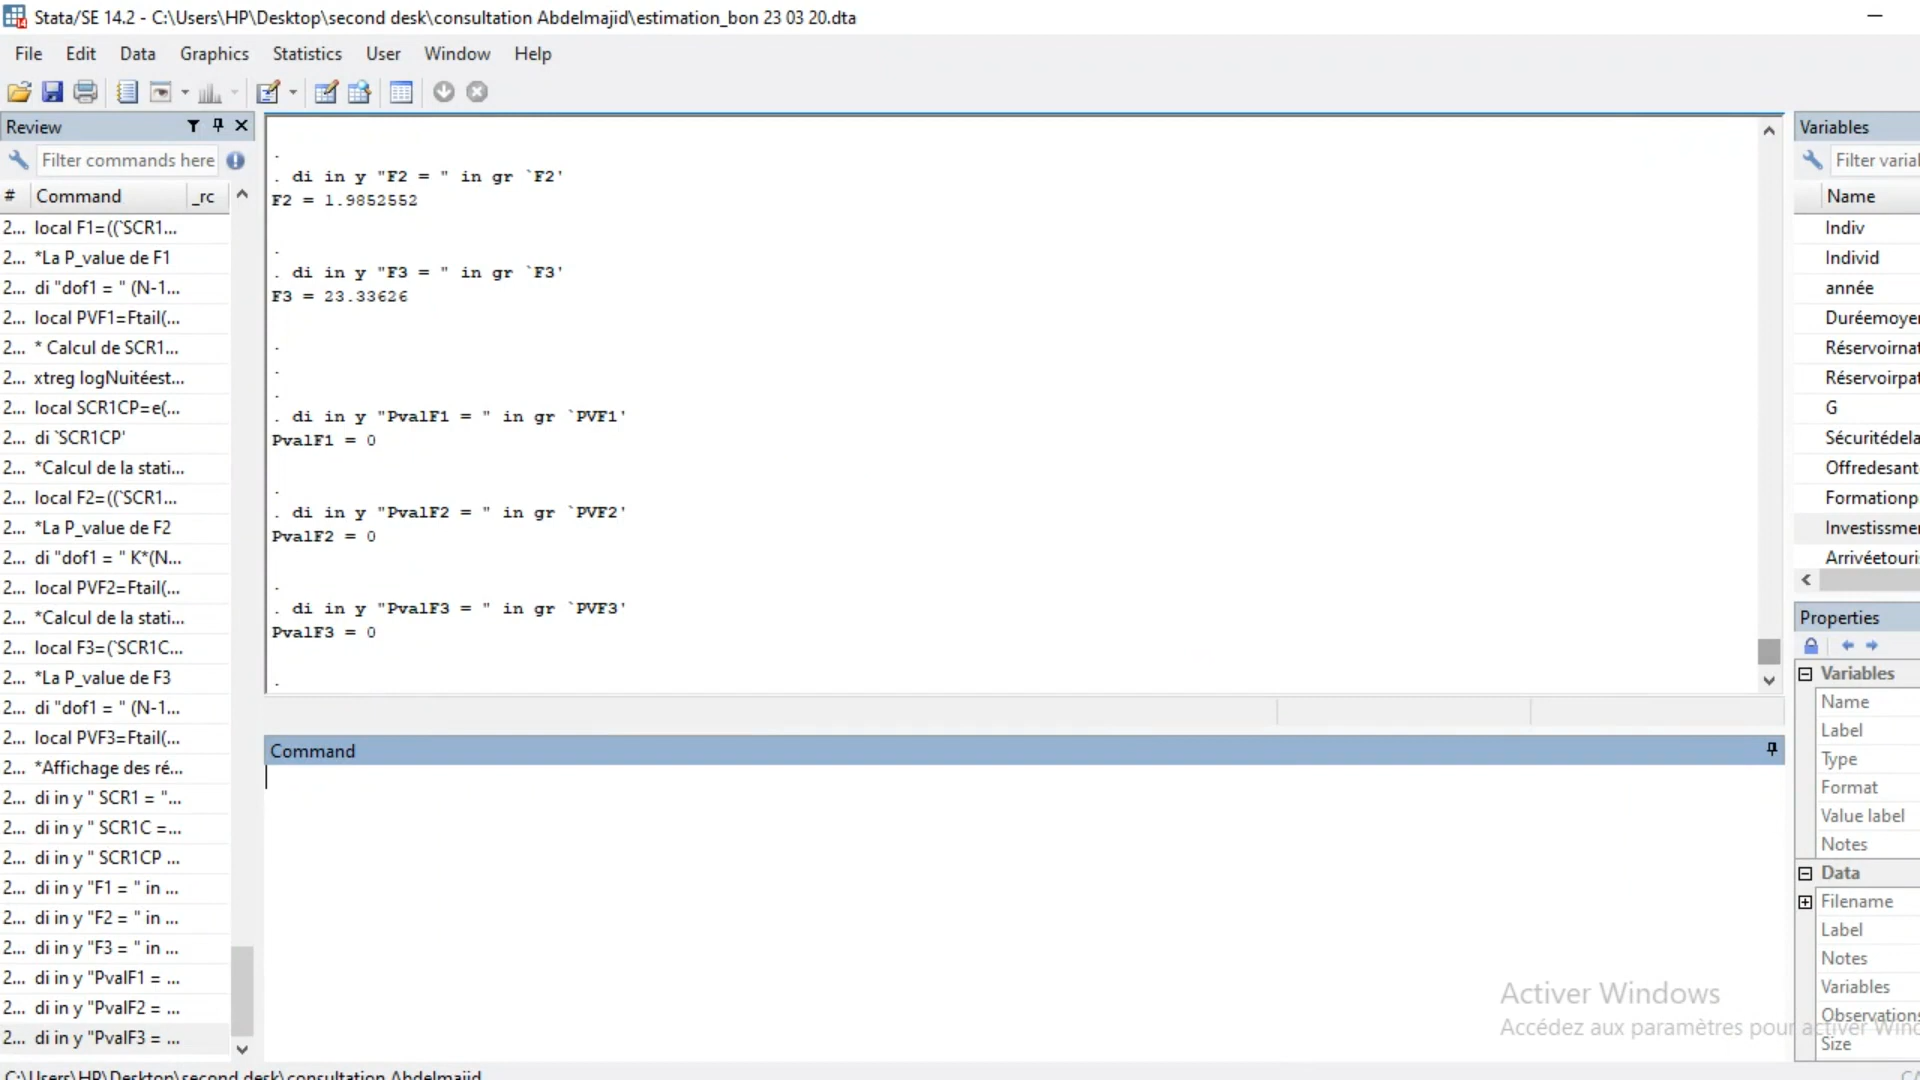 Stata/SE 14.2 - C:\Users\HP\Desktop\second desk\consultation Abdelmajid\estimation_bon 23 03 20.dta
File Edit Data Graphics Statistics User Window Help
Review
Filter commands here
# Command _rc
2... local F1=((`SCR1...
2... *La P_value de F1
2... di "dof1 = " (N-1...
2... local PVF1=Ftail(...
2... * Calcul de SCR1...
2... xtreg logNuitéest...
2... local SCR1CP=e(...
2... di `SCR1CP'
2... *Calcul de la stati...
2... local F2=((`SCR1...
2... *La P_value de F2
2... di "dof1 = " K*(N...
2... local PVF2=Ftail(...
2... *Calcul de la stati...
2... local F3=(`SCR1C...
2... *La P_value de F3
2... di "dof1 = " (N-1...
2... local PVF3=Ftail(...
2... *Affichage des ré...
2... di in y " SCR1 = "...
2... di in y " SCR1C =...
2... di in y " SCR1CP ...
2... di in y "F1 = " in ...
2... di in y "F2 = " in ...
2... di in y "F3 = " in ...
2... di in y "PvalF1 = ...
2... di in y "PvalF2 = ...
2... di in y "PvalF3 = ...
.
. di in y "F2 = " in gr `F2'
F2 = 1.9852552
.
. di in y "F3 = " in gr `F3'
F3 = 23.33626
.
.
.
. di in y "PvalF1 = " in gr `PVF1'
PvalF1 = 0
.
. di in y "PvalF2 = " in gr `PVF2'
PvalF2 = 0
.
. di in y "PvalF3 = " in gr `PVF3'
PvalF3 = 0
.
Command
Variables
Filter varial
Name
Indiv
Individ
année
Duréemoyer
Réservoirnat
Réservoirpat
G
Sécuritédela
Offredesant
Formationp
Investissmer
Arrivéetouri
Properties
Variables
Name
Label
Type
Format
Value label
Notes
Data
Filename
Label
Notes
Variables
Observations
Size
Activer Windows
Accédez aux paramètres pour activer Winc
C:\Users\HP\Desktop\second desk\consultation Abdelmajid